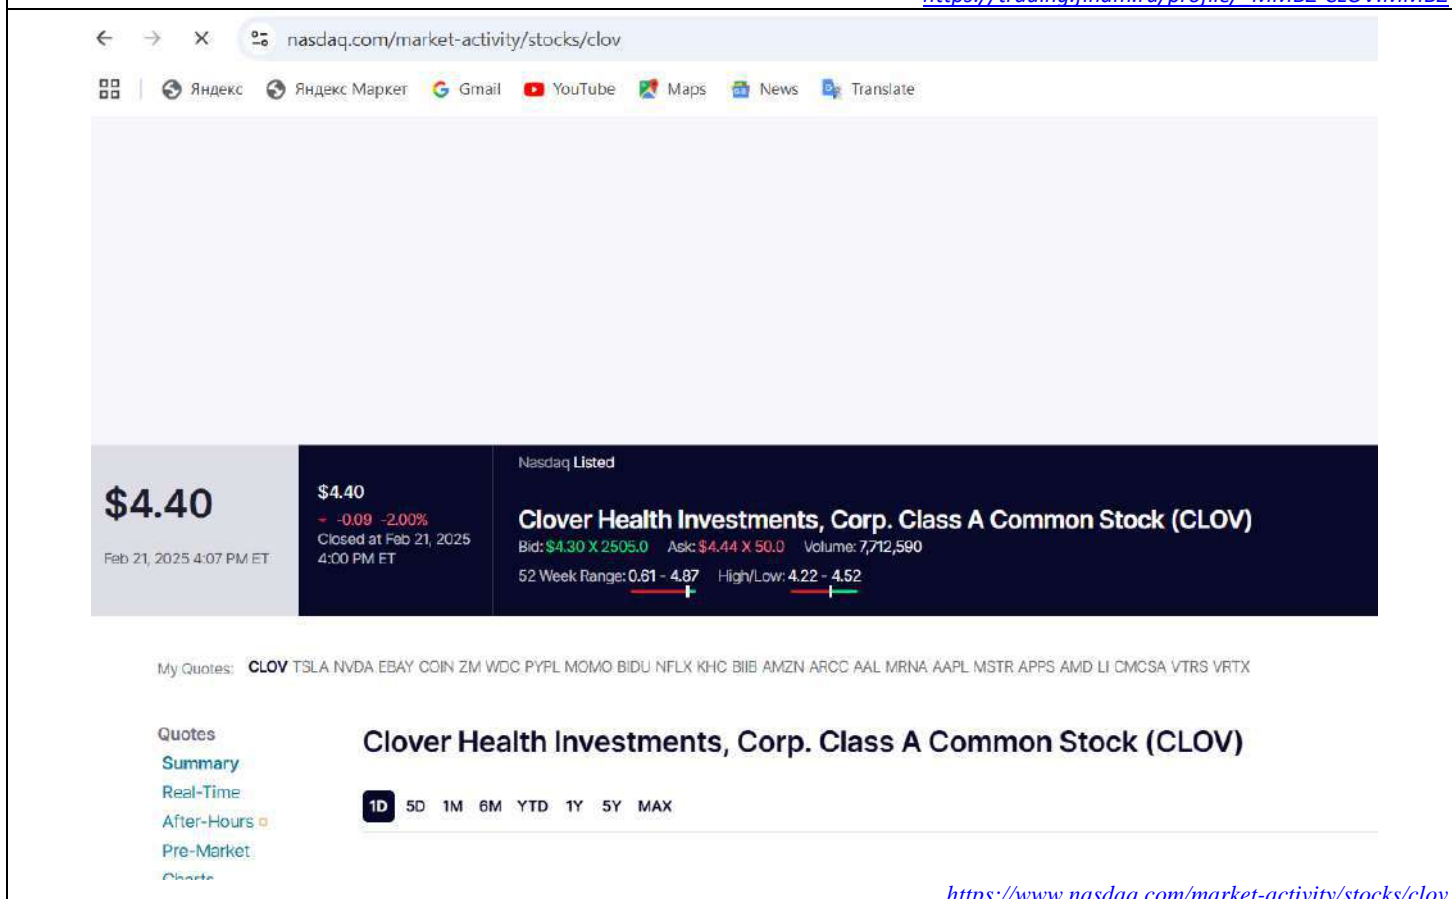 nasdaq.com/market-activity/stocks/clov
Яндекс Яндекс Маркет Gmail YouTube Maps News Translate
Nasdaq Listed
$4.40
$4.40
-0.09 -2.00%
Clover Health Investments, Corp. Class A Common Stock (CLOV)
Closed at Feb 21, 2025
4:00 PM ET
Feb 21, 2025 4:07 PM ET
Bid: $4.30 X 2505.0 Ask: $4.44 X 50.0 Volume: 7,712,590
52 Week Range: 0.61 - 4.87 High/Low: 4.22 - 4.52
My Quotes: CLOV TSLA NVDA EBAY COIN ZM WDC PYPL MOMO BIDU NFLX KHC BIIB AMZN ARCC AAL MRNA AAPL MSTR APPS AMD LI CMCSA VTRS VRTX
Quotes
Clover Health Investments, Corp. Class A Common Stock (CLOV)
Summary
Real-Time
1D 5D 1M 6M YTD 1Y 5Y MAX
After-Hours
Pre-Market
Charts
https://www.nasdaq.com/market-activity/stocks/clov